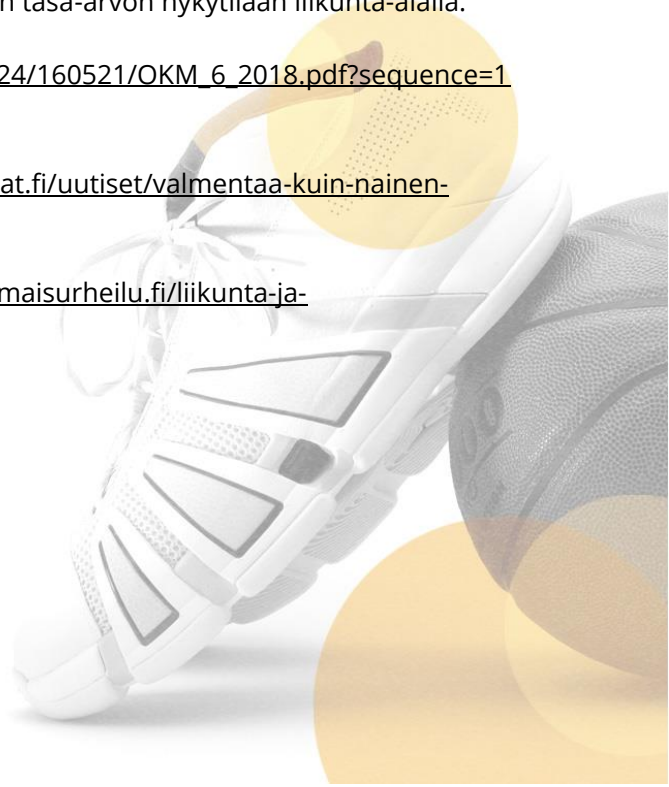 n tasa-arvon nykytilaan liikunta-alalla.
24/160521/OKM_6_2018.pdf?sequence=1
at.fi/uutiset/valmentaa-kuin-nainen-
maisurheilu.fi/liikunta-ja-